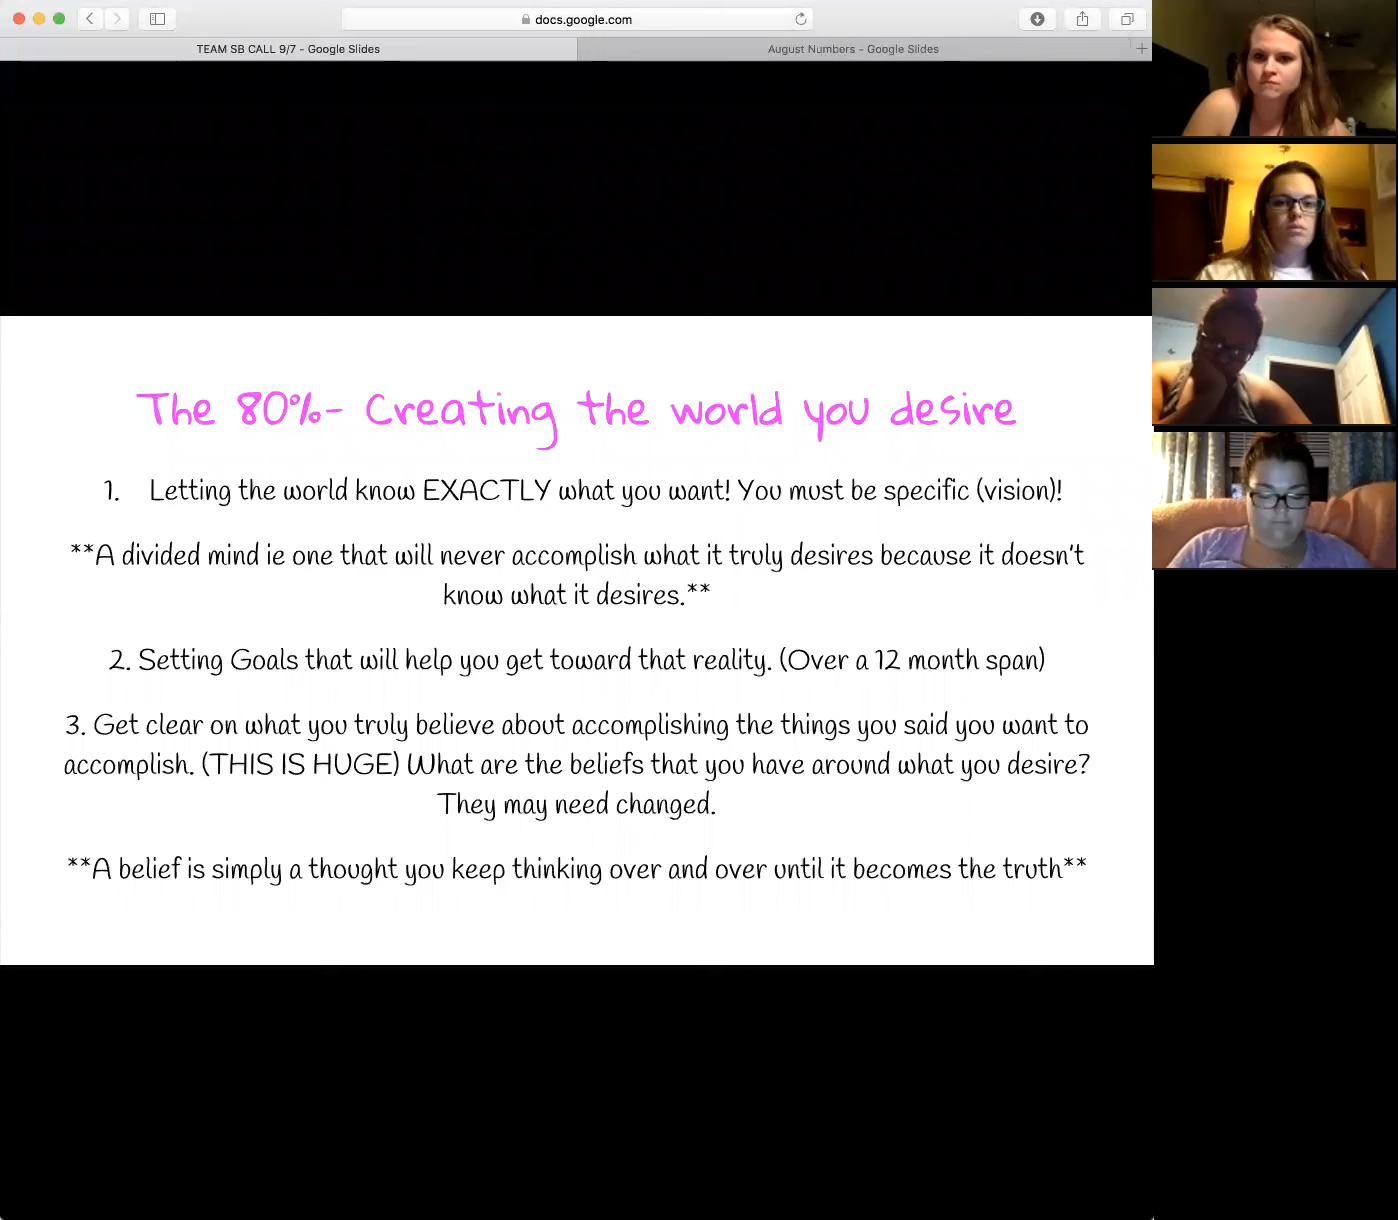 docs.google.com
TEAM SB CALL 9/7 - Google Slides
August Numbers - Google Slides
The 80%- Creating the world you desire
1. Letting the world know EXACTLY what you want! You must be specific (vision)!
**A divided mind ie one that will never accomplish what it truly desires because it doesn't
know what it desires.**
2. Setting Goals that will help you get toward that reality. (Over a 12 month span)
3. Get clear on what you truly believe about accomplishing the things you said you want to
accomplish. (THIS IS HUGE) What are the beliefs that you have around what you desire?
They may need changed.
**A belief is simply a thought you keep thinking over and over until it becomes the truth**